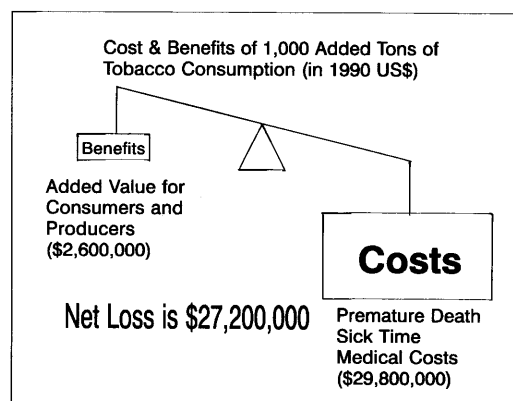 Cost & Benefits of 1,000 Added Tons of
Tobacco Consumption (in 1990 US$)
Benefits
Added Value for
Consumers and
Producers
($2,600,000)
Costs
Premature Death
Sick Time
Medical Costs
($29,800,000)
Net Loss is $27,200,000